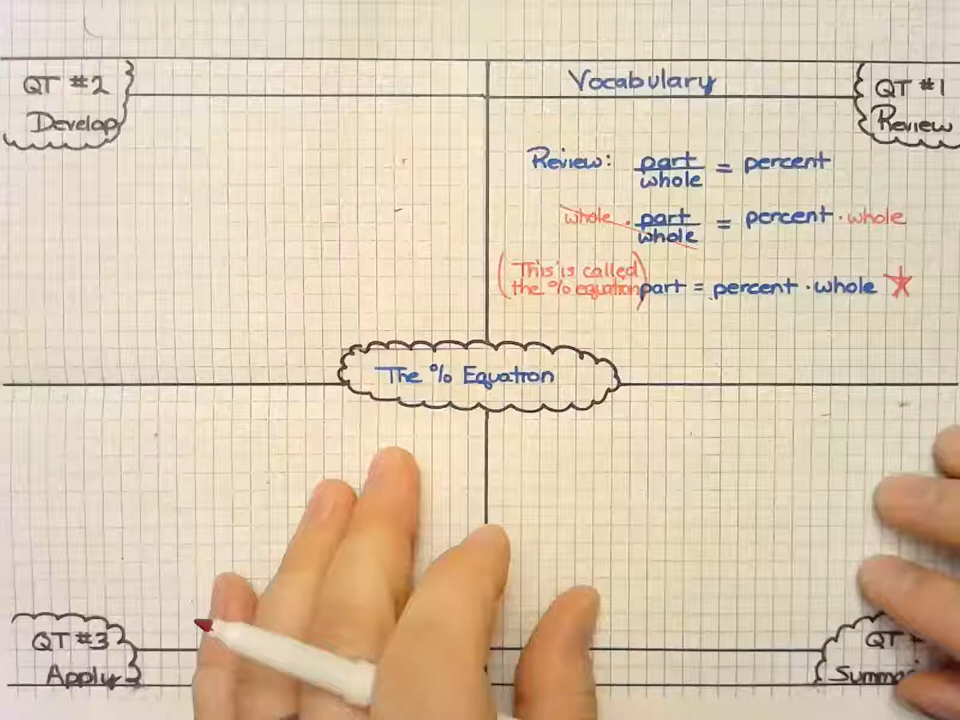 QT #2
Develop
Vocabulary
QT #1
Review
Review: part/whole = percent
whole · part/whole = percent · whole
(This is called the % equation) part = percent · whole
The % Equation
QT #3
Apply
QT